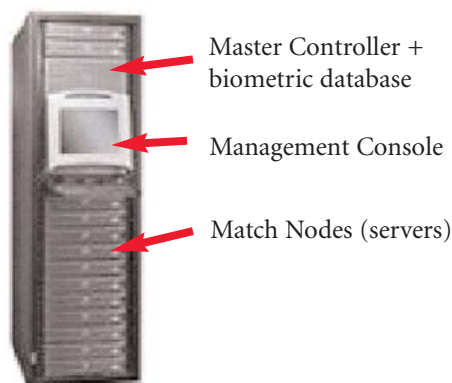 Master Controller +
biometric database
Management Console
Match Nodes (servers)